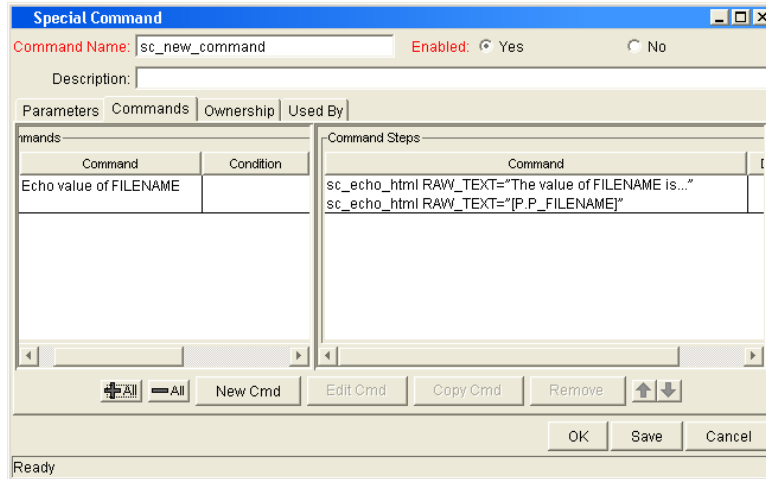 Special Command
Command Name: sc_new_command Enabled: Yes No
Description:
Parameters Commands Ownership Used By
mmands Command Steps
Command Condition Command
Echo value of FILENAME
sc_echo_html RAW_TEXT="The value of FILENAME is..."
sc_echo_html RAW_TEXT="[P.P_FILENAME]"
All All New Cmd Edit Cmd Copy Cmd Remove
OK Save Cancel
Ready